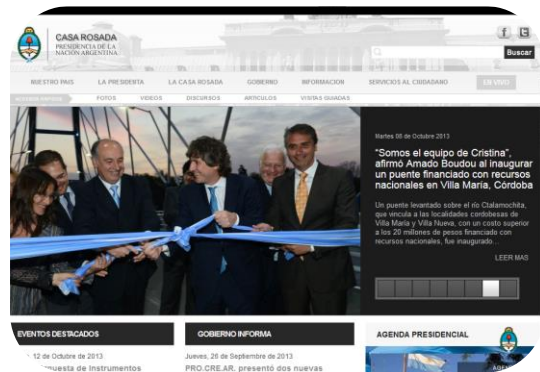 CASA ROSADA
PRESIDENCIA DE LA
NACIÓN ARGENTINA
Buscar
NUESTRO PAIS LA PRESIDENTA LA CASA ROSADA GOBIERNO INFORMACION SERVICIOS AL CIUDADANO EN VIVO
FOTOS VIDEOS DISCURSOS ARTICULOS VISITAS GUIADAS
Martes 08 de Octubre 2013
"Somos el equipo de Cristina",
afirmó Amado Boudou al inaugurar
un puente financiado con recursos
nacionales en Villa María, Córdoba
Un puente levantado sobre el río Ctalamochita,
que vincula a las localidades cordobesas de
Villa María y Villa Nueva, con un costo superior
a los 20 millones de pesos financiado con
recursos nacionales, fue inaugurado...
LEER MAS
EVENTOS DESTACADOS
12 de Octubre de 2013
de Instrumentos
GOBIERNO INFORMA
Jueves, 26 de Septiembre de 2013
PRO.CRE.AR. presentó dos nuevas
AGENDA PRESIDENCIAL